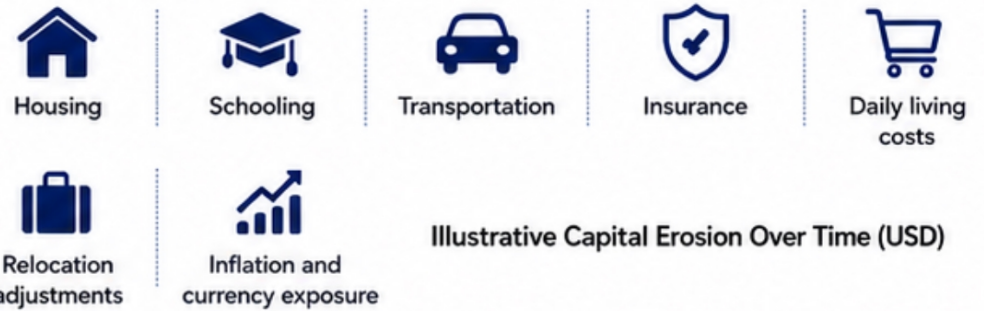 Housing
Schooling
Transportation
Insurance
Daily living
costs
Relocation
adjustments
Inflation and
currency exposure
Illustrative Capital Erosion Over Time (USD)